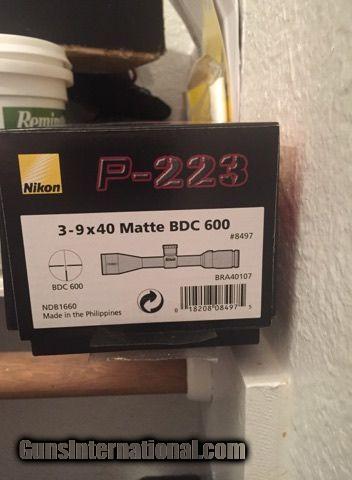 Remin
Nikon
P-223
3-9x40 Matte BDC 600
#8497
BDC 600
BRA40107
NDB1660
Made in the Philippines
0 18208 08497 5
GunsInternational.com